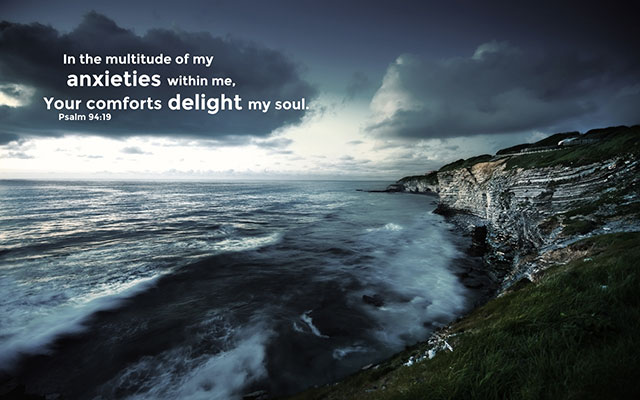 In the multitude of my
anxieties within me,
Your comforts delight my soul.
Psalm 94:19